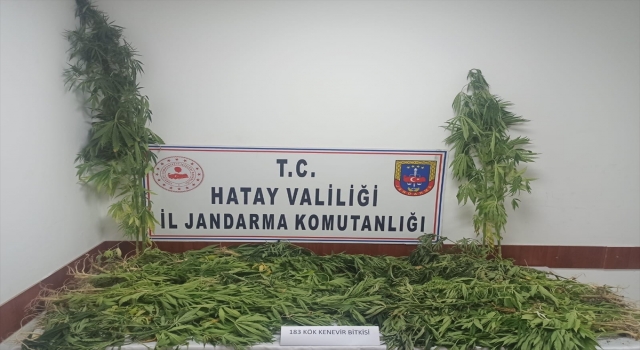 T.C.
HATAY VALİLİĞİ
İL JANDARMA KOMUTANLIĞI
183 KÖK KENEVİR BİTKİSİ